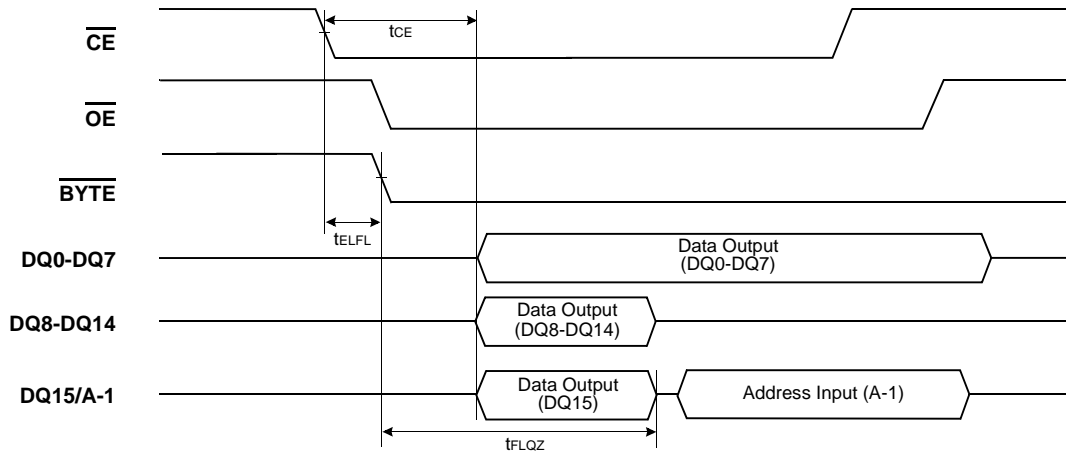 CE
tCE
OE
BYTE
tELFL
DQ0-DQ7
Data Output
(DQ0-DQ7)
DQ8-DQ14
Data Output
(DQ8-DQ14)
DQ15/A-1
Data Output
(DQ15)
Address Input (A-1)
tFLQZ